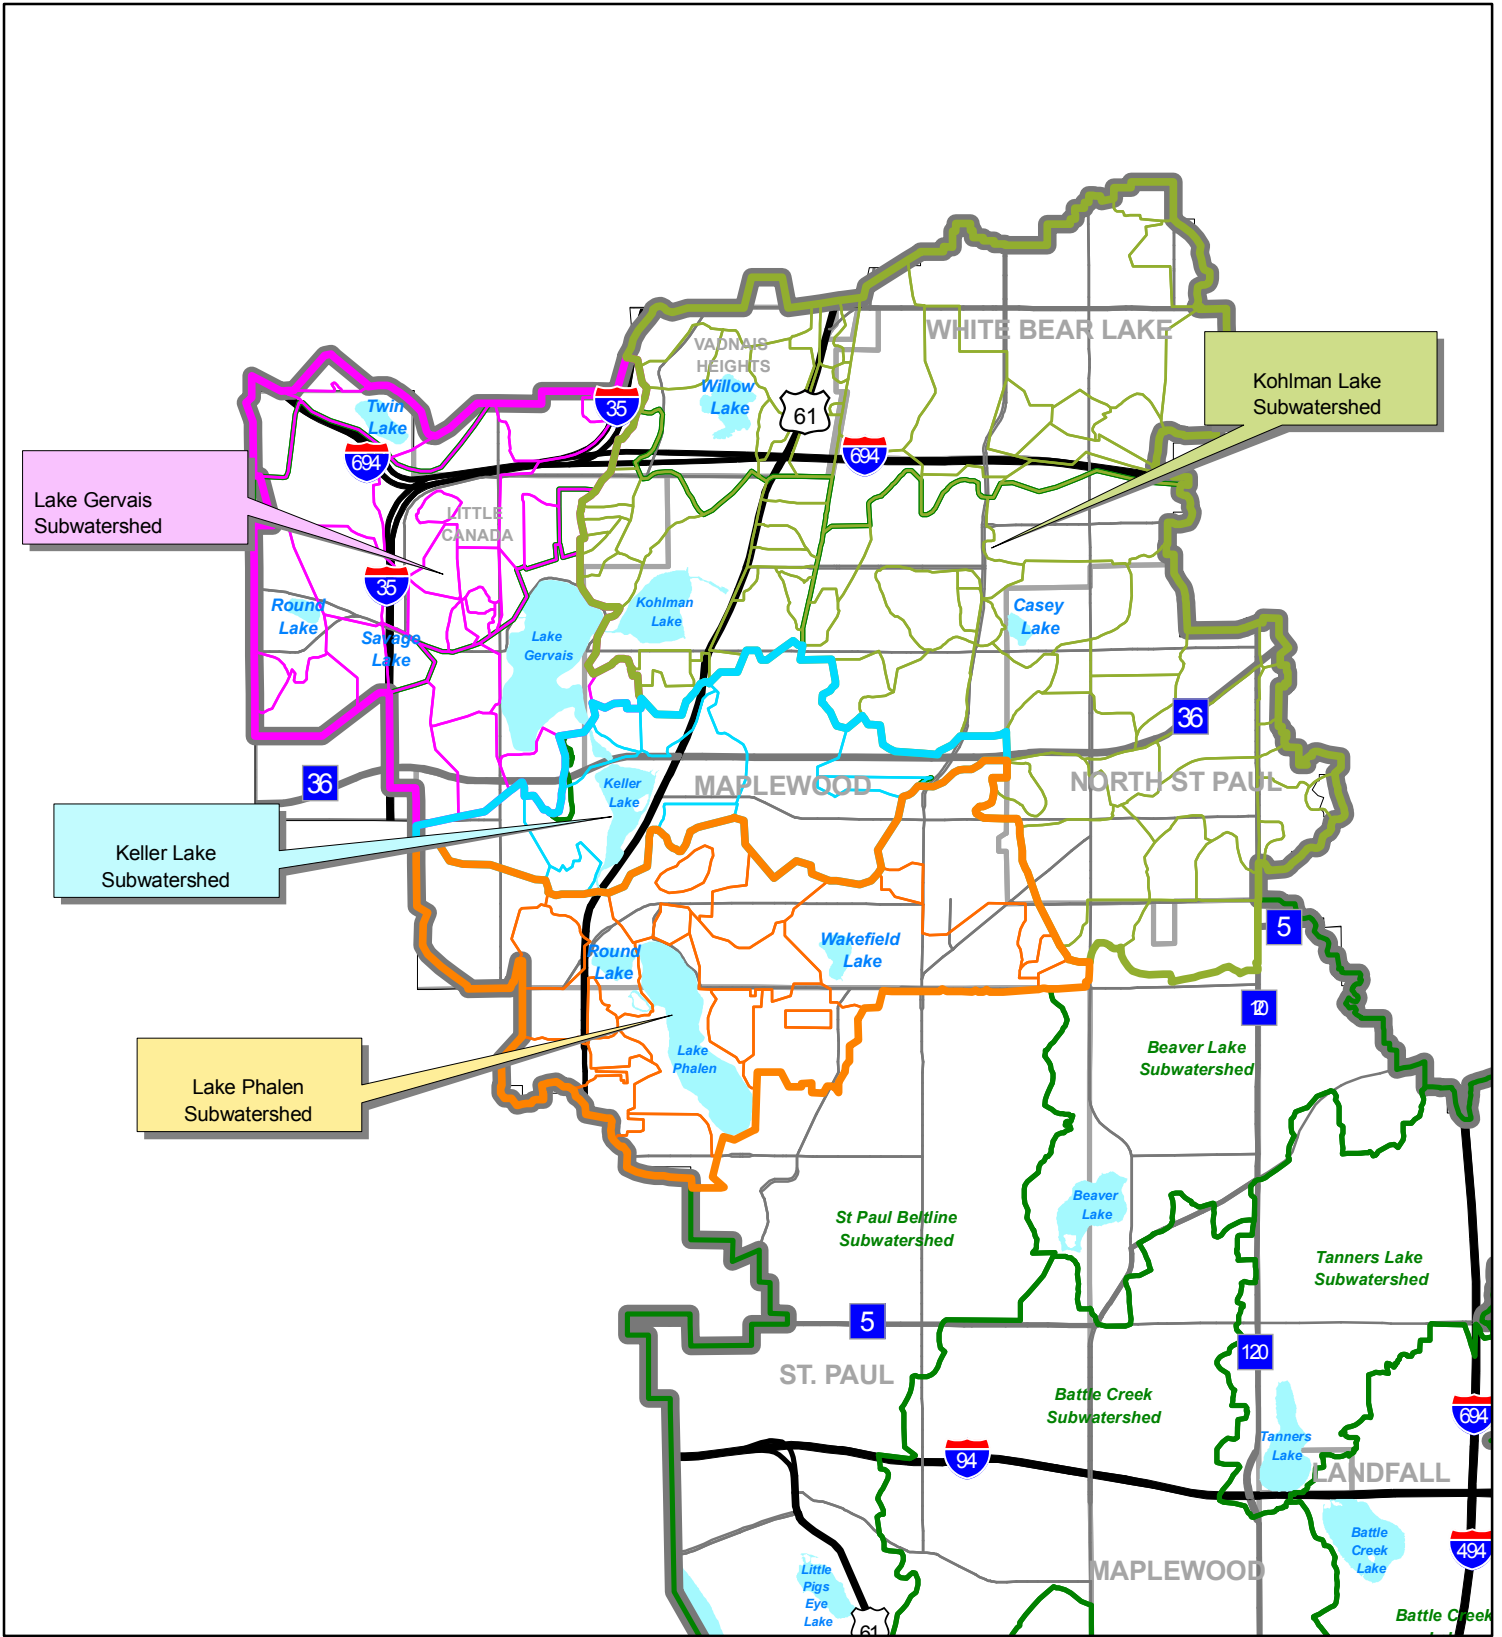 WHITE BEAR LAKE
VADNAIS
HEIGHTS
Willow
Lake
Kohlman Lake
Subwatershed
35
61
Twin
Lake
694
694
Lake Gervais
Subwatershed
LITTLE
CANADA
35
Round
Lake
Savage
Lake
Kohlman
Lake
Casey
Lake
Lake
Gervais
36
36
Keller
Lake
MAPLEWOOD
NORTH ST PAUL
Keller Lake
Subwatershed
5
Round
Lake
Wakefield
Lake
120
Lake Phalen
Subwatershed
Lake
Phalen
Beaver Lake
Subwatershed
Beaver
Lake
St Paul Beltline
Subwatershed
Tanners Lake
Subwatershed
5
120
ST. PAUL
Battle Creek
Subwatershed
694
Tanners
Lake
94
LANDFALL
Battle
Creek
Lake
494
MAPLEWOOD
Little
Pigs
Eye
Lake
61
Battle Creek